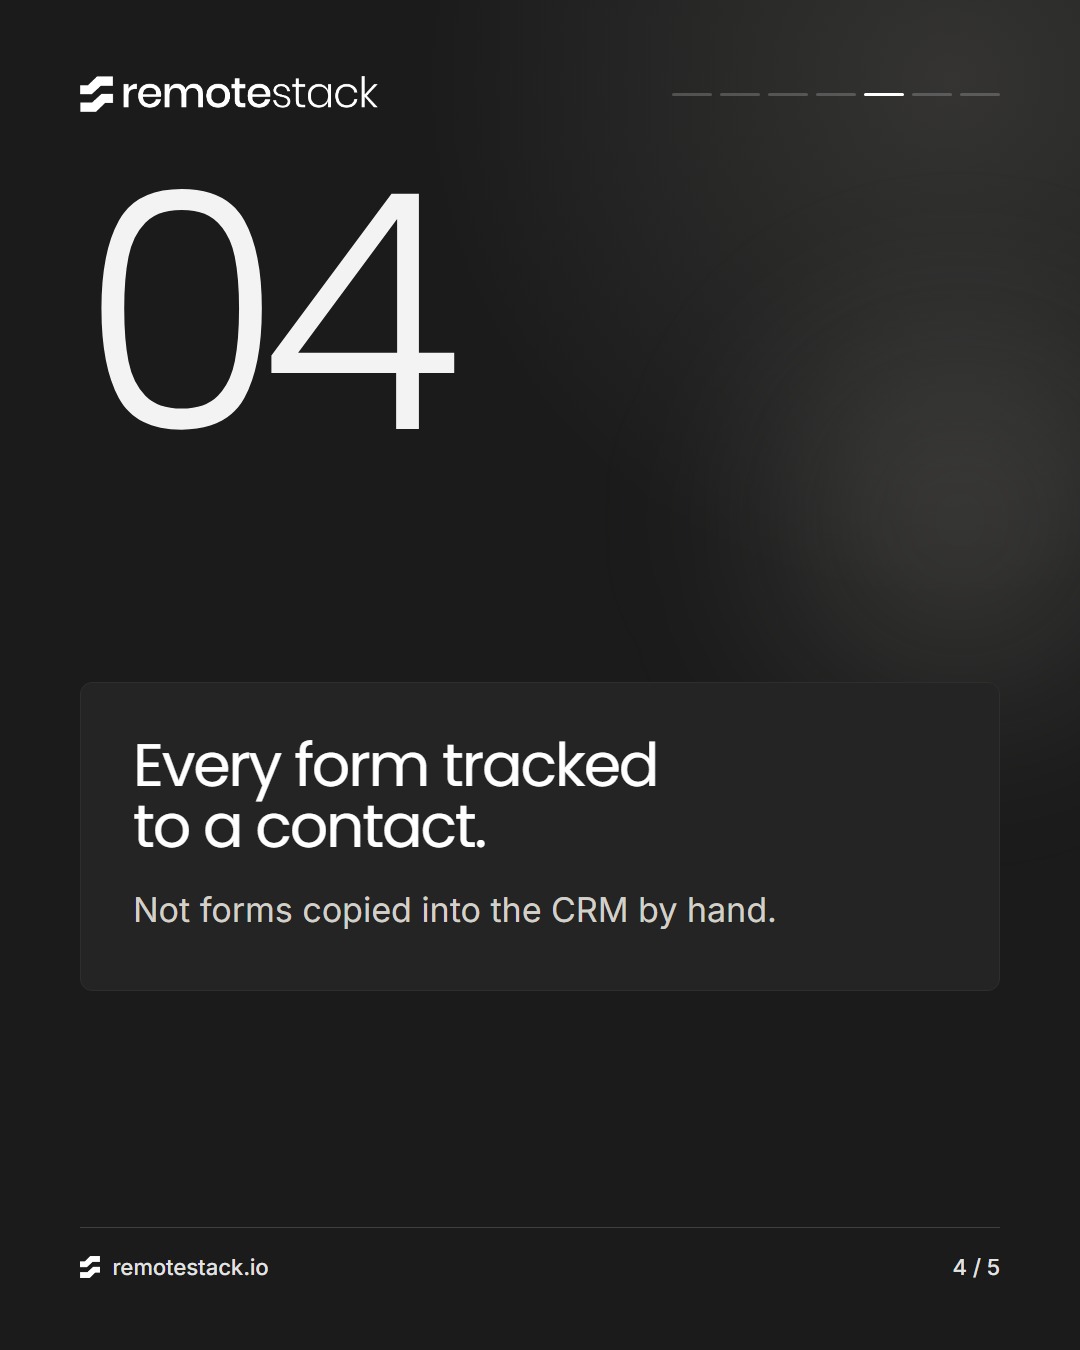 remotestack
04
Every form tracked
to a contact.
Not forms copied into the CRM by hand.
remotestack.io
4 / 5